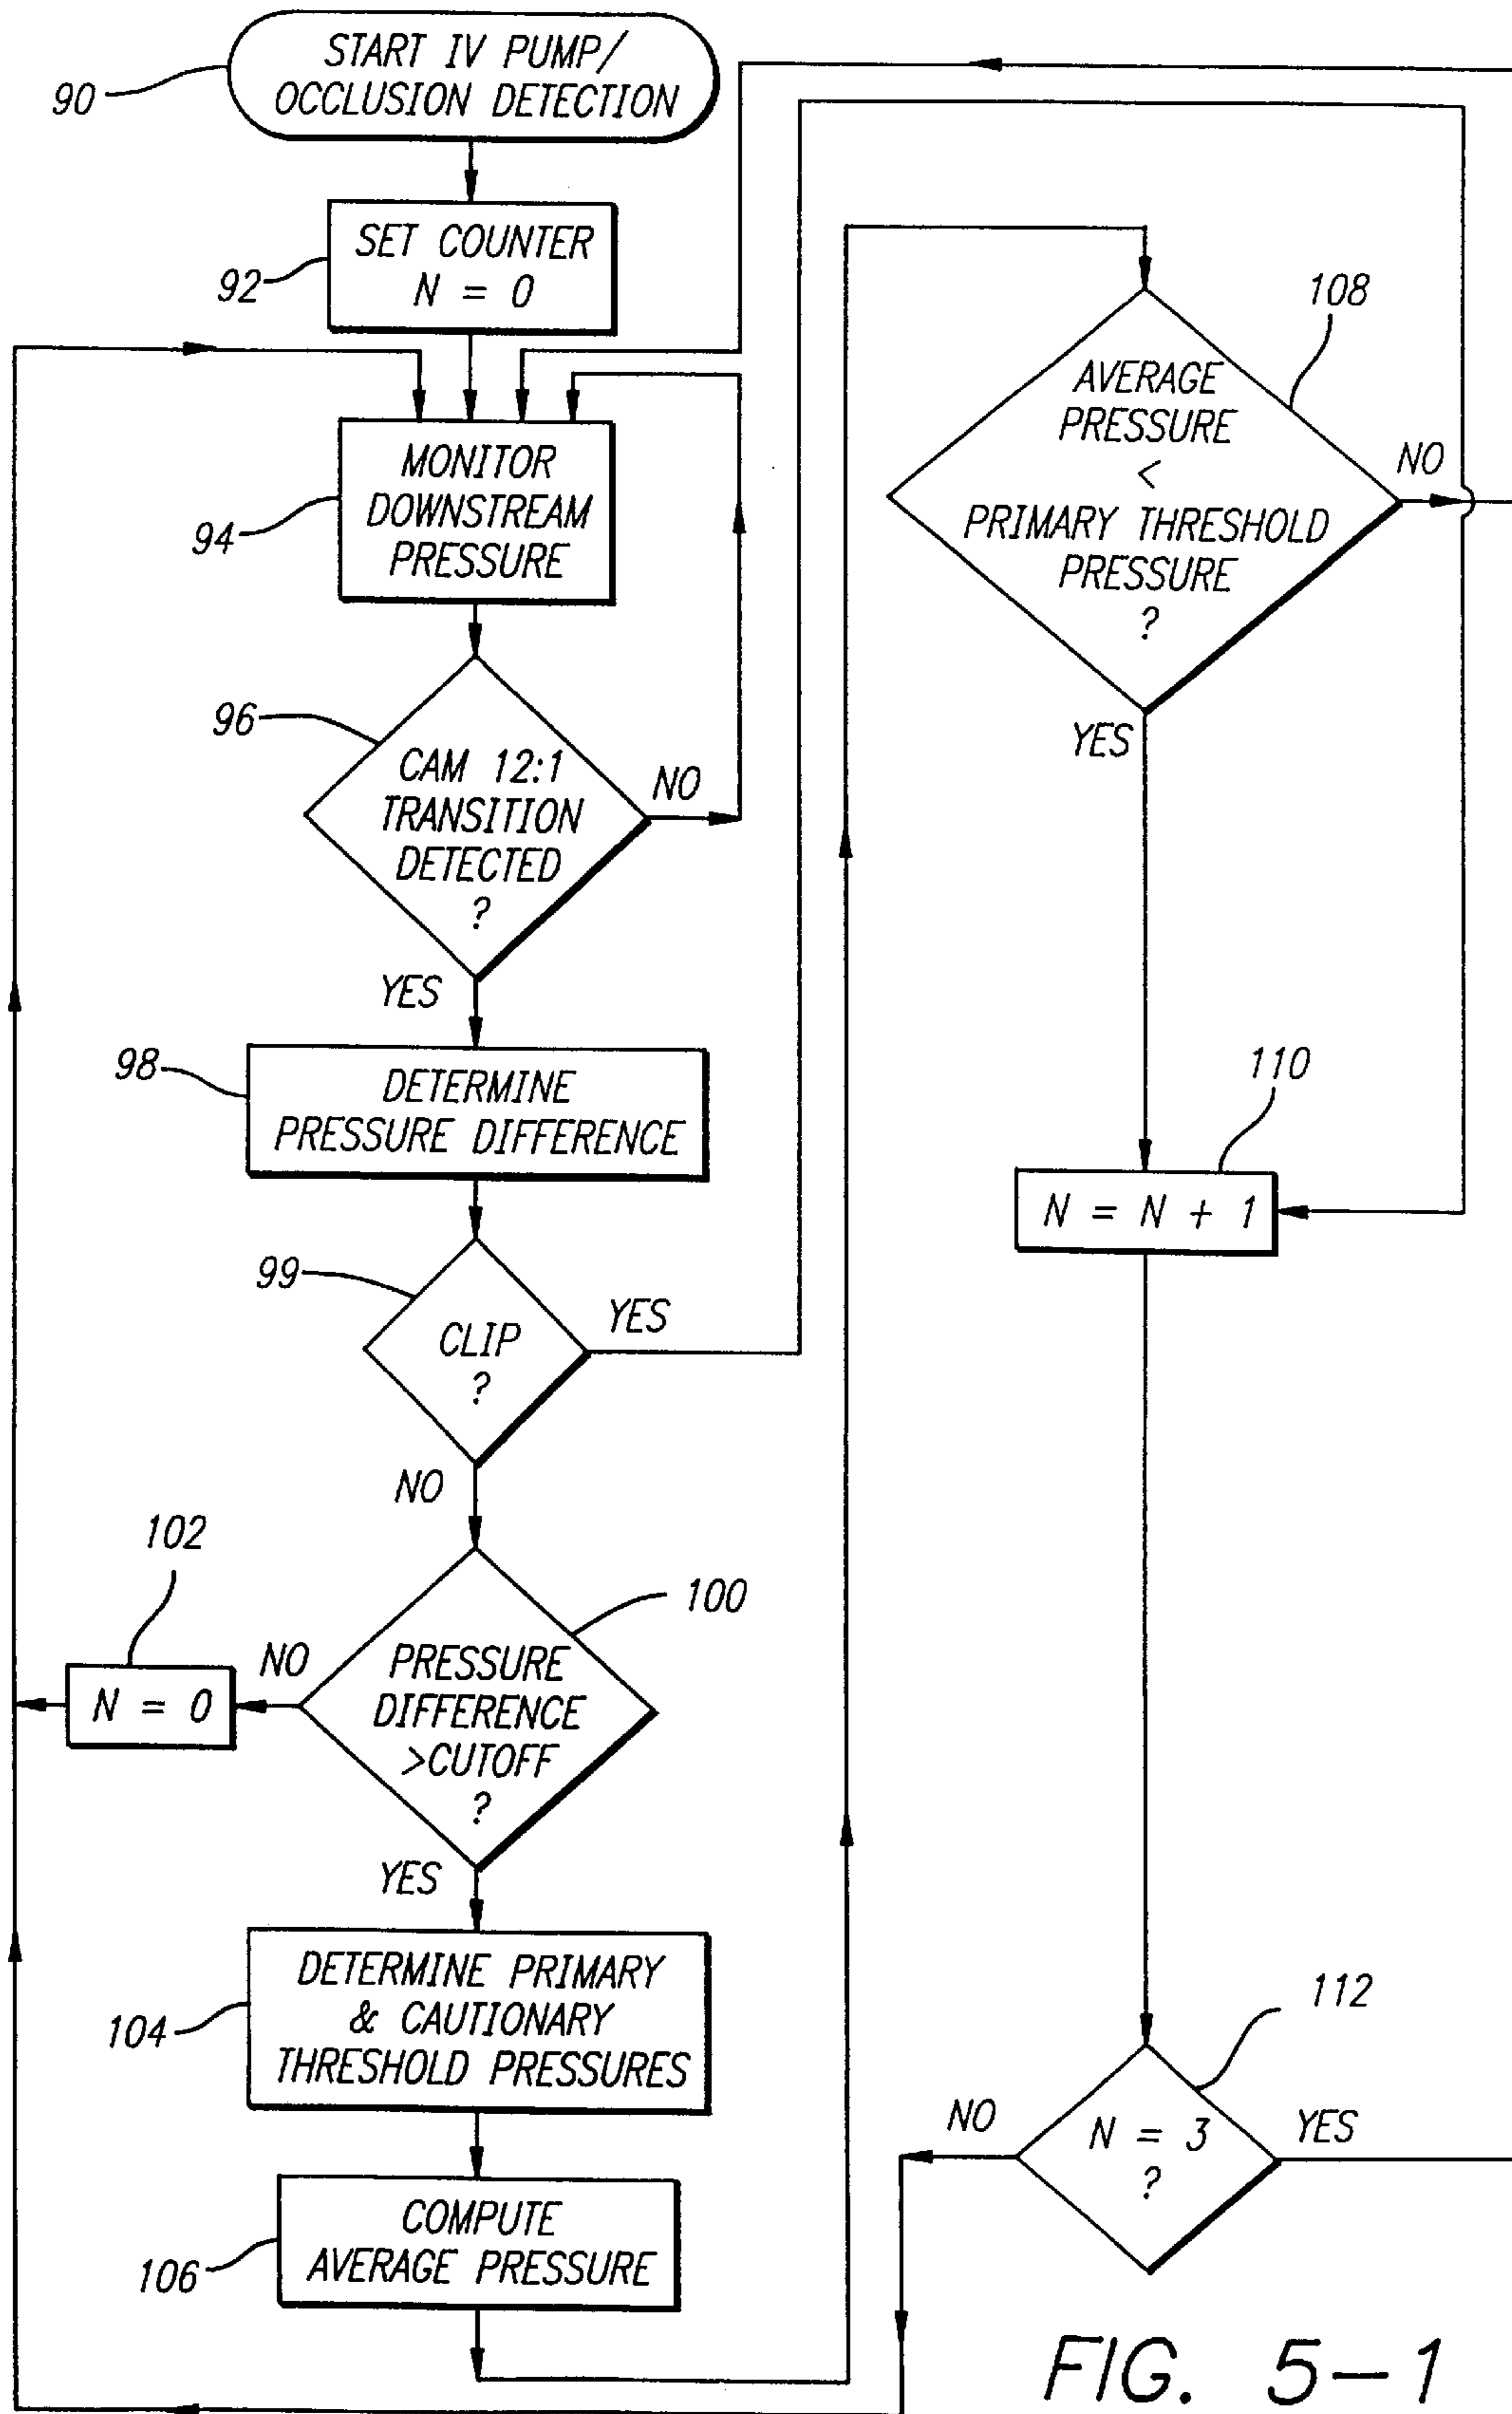 START IV PUMP/
OCCLUSION DETECTION
90
SET COUNTER
N = 0
92
MONITOR
DOWNSTREAM
PRESSURE
94
96
CAM 12:1
TRANSITION
DETECTED
?
NO
YES
98
DETERMINE
PRESSURE DIFFERENCE
99
CLIP
?
YES
NO
102
N = 0
NO
100
PRESSURE
DIFFERENCE
>CUTOFF
?
YES
DETERMINE PRIMARY
& CAUTIONARY
THRESHOLD PRESSURES
104
COMPUTE
AVERAGE PRESSURE
106
108
AVERAGE
PRESSURE
<
PRIMARY THRESHOLD
PRESSURE
?
NO
YES
110
N = N + 1
112
NO
N = 3
?
YES
FIG. 5-1